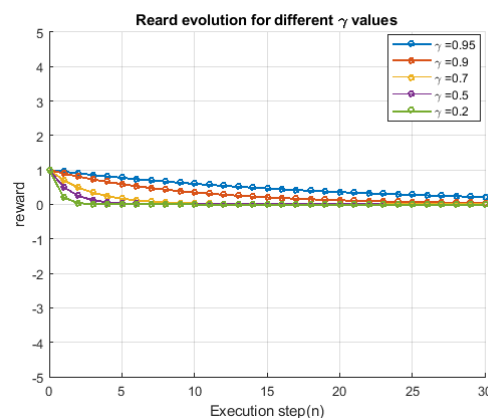 Reard evolution for different γ values
5
4
3
2
1
0
-1
-2
-3
-4
-5
reward
γ =0.95
γ =0.9
γ =0.7
γ =0.5
γ =0.2
0 5 10 15 20 25 30
Execution step(n)